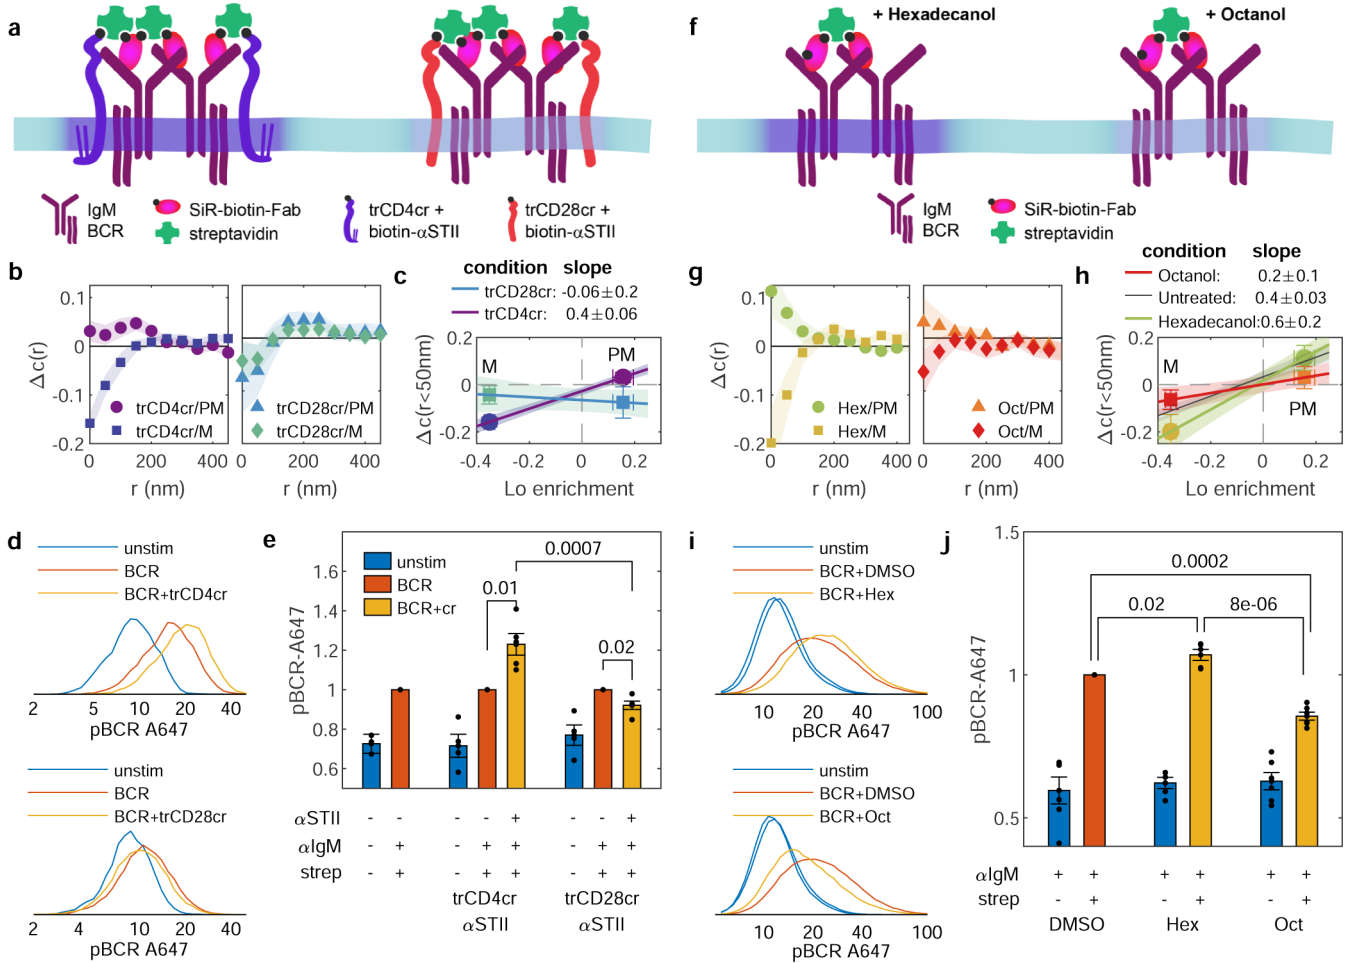 a
IgM
BCR
SiR-biotin-Fab
streptavidin
trCD4cr +
biotin-αSTII
trCD28cr +
biotin-αSTII
b
Δc(r)
0.1
0
-0.1
-0.2
trCD4cr/PM
trCD4cr/M
trCD28cr/PM
trCD28cr/M
0 200 400
0 200 400
r (nm)
r (nm)
c
condition slope
trCD28cr: -0.06±0.2
trCD4cr: 0.4±0.06
Δc(r<50nm)
0.2
0
-0.2
M
PM
-0.4 -0.2 0 0.2
Lo enrichment
d
unstim
BCR
BCR+trCD4cr
2 5 10 20 40
pBCR A647
unstim
BCR
BCR+trCD28cr
2 4 10 20 40
pBCR A647
e
pBCR-A647
1.6
1.4
1.2
1
0.8
0.6
unstim
BCR
BCR+cr
0.0007
0.01
0.02
αSTII - - - - + - - +
αIgM - + - + + - + +
strep - + - + + - + +
trCD4cr
αSTII
trCD28cr
αSTII
f
+ Hexadecanol
+ Octanol
IgM
BCR
SiR-biotin-Fab
streptavidin
g
Δc(r)
0.1
0
-0.1
-0.2
Hex/PM
Hex/M
Oct/PM
Oct/M
0 200 400
0 200 400
r (nm)
r (nm)
h
condition slope
Octanol: 0.2±0.1
Untreated: 0.4±0.03
Hexadecanol: 0.6±0.2
Δc(r<50nm)
0.2
0
-0.2
M
PM
-0.4 -0.2 0 0.2
Lo enrichment
i
unstim
BCR+DMSO
BCR+Hex
10 20 40 100
pBCR A647
unstim
BCR+DMSO
BCR+Oct
10 20 40 100
pBCR A647
j
pBCR-A647
1.5
1
0.5
0.0002
0.02
8e-06
αIgM + + + + + +
strep - + - + - +
DMSO Hex Oct